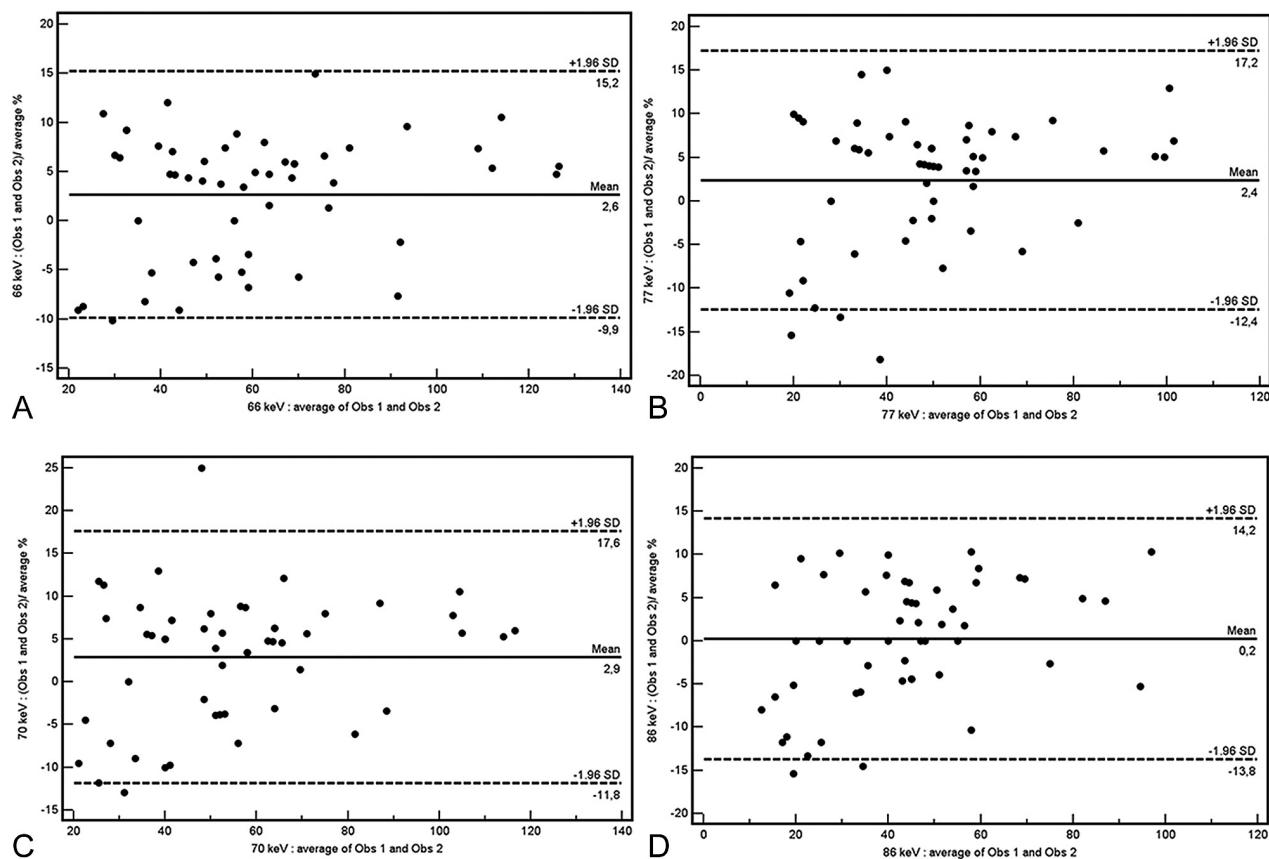 20
15
10
5
0
-5
-10
-15
66 keV : (Obs 1 and Obs 2)/ average %
+1.96 SD
15,2
Mean
2,6
-1.96 SD
-9,9
20 40 60 80 100 120 140
66 keV : average of Obs 1 and Obs 2
A
20
15
10
5
0
-5
-10
-15
-20
77 keV : (Obs 1 and Obs 2)/ average %
+1.96 SD
17,2
Mean
2,4
-1.96 SD
-12,4
0 20 40 60 80 100 120
77 keV : average of Obs 1 and Obs 2
B
25
20
15
10
5
0
-5
-10
-15
70 keV : (Obs 1 and Obs 2)/ average %
+1.96 SD
17,6
Mean
2,9
-1.96 SD
-11,8
20 40 60 80 100 120 140
70 keV : average of Obs 1 and Obs 2
C
20
15
10
5
0
-5
-10
-15
-20
86 keV : (Obs 1 and Obs 2)/ average %
+1.96 SD
14,2
Mean
0,2
-1.96 SD
-13,8
0 20 40 60 80 100 120
86 keV : average of Obs 1 and Obs 2
D